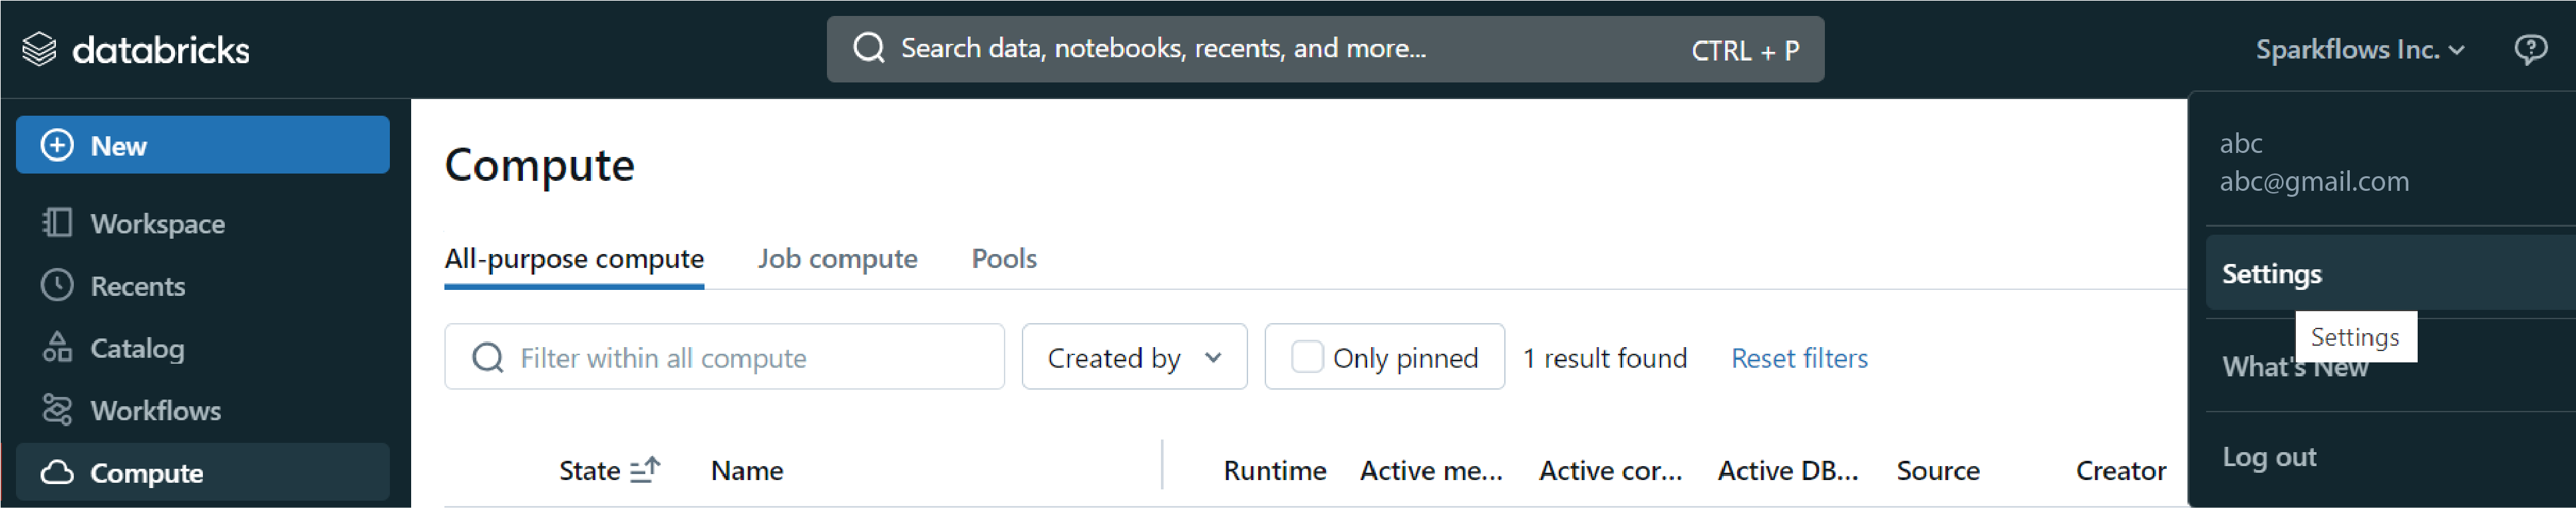 databricks
Search data, notebooks, recents, and more... CTRL + P
Sparkflows Inc.
New
Workspace
Recents
Catalog
Workflows
Compute
Compute
All-purpose compute Job compute Pools
Filter within all compute Created by Only pinned 1 result found Reset filters
State Name Runtime Active me... Active cor... Active DB... Source Creator
abc
abc@gmail.com
Settings
Settings
What's New
Log out